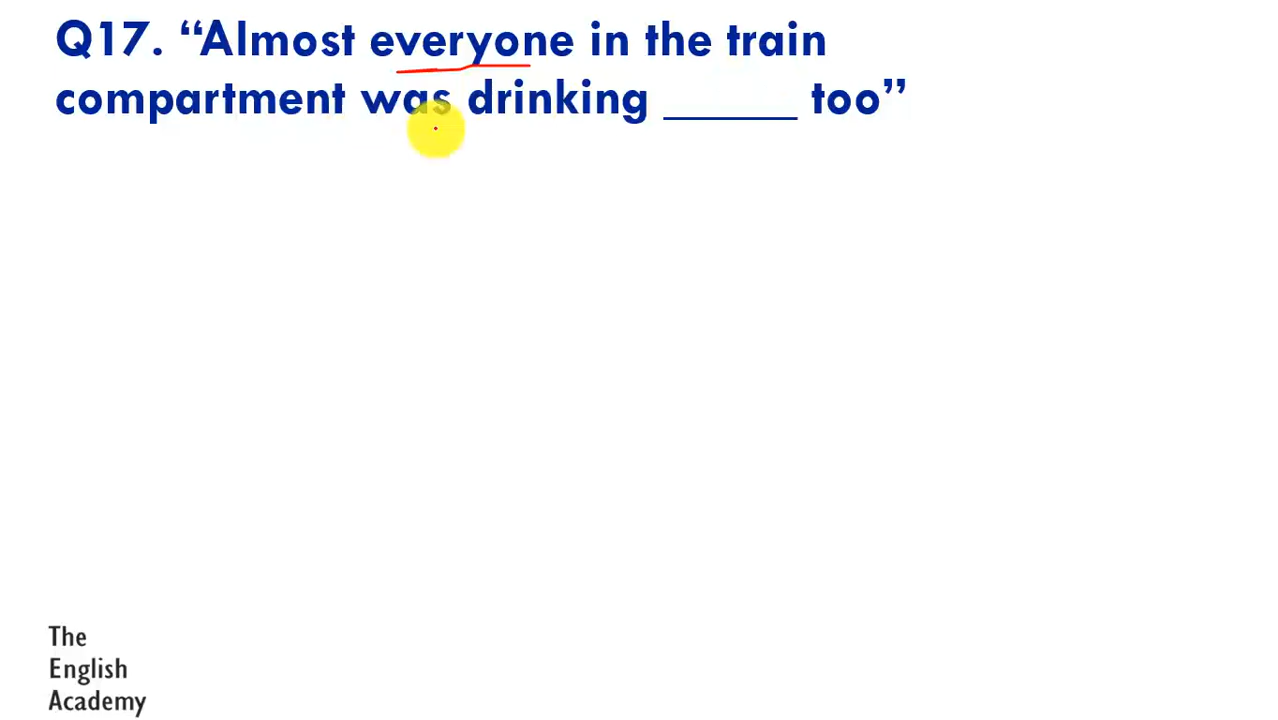 Q17. “Almost everyone in the train
compartment was drinking ______ too”
The
English
Academy